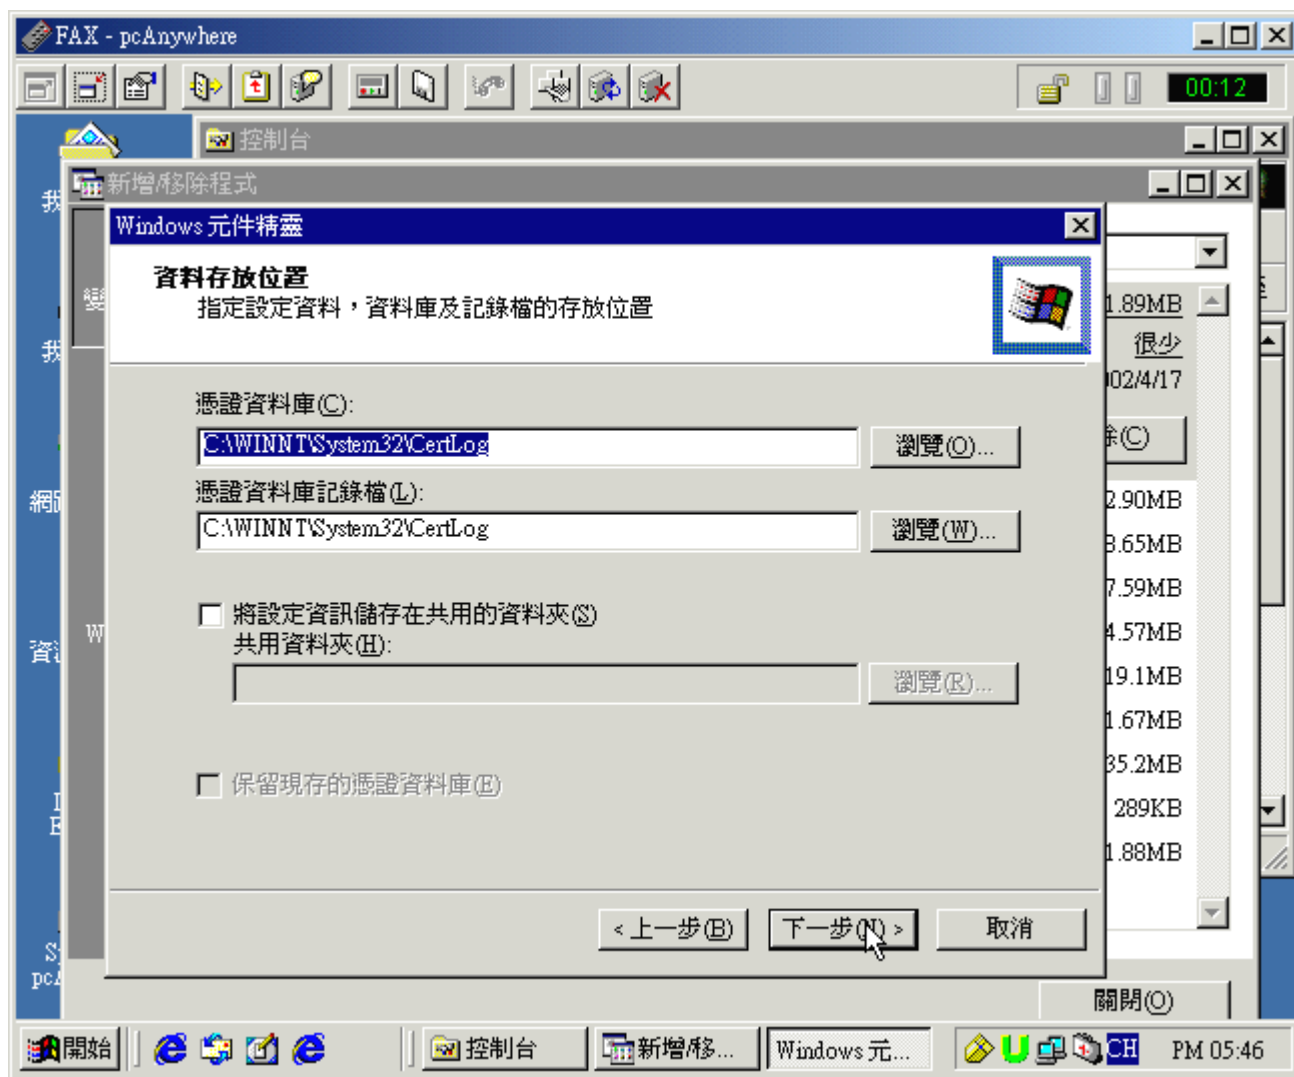 FAX - pcAnywhere
00:12
控制台
新增/移除程式
Windows 元件精靈
資料存放位置
指定設定資料，資料庫及記錄檔的存放位置
憑證資料庫(C):
C:\WINNT\System32\CertLog
瀏覽(O)...
憑證資料庫記錄檔(L):
C:\WINNT\System32\CertLog
瀏覽(W)...
將設定資訊儲存在共用的資料夾(S)
共用資料夾(H):
瀏覽(R)...
保留現存的憑證資料庫(E)
< 上一步(B)
下一步(N) >
取消
1.89MB
很少
002/4/17
(C)
2.90MB
3.65MB
7.59MB
4.57MB
19.1MB
1.67MB
35.2MB
289KB
1.88MB
關閉(O)
我
我
網
資
W
開始
控制台
新增/移...
Windows 元...
CH
PM 05:46